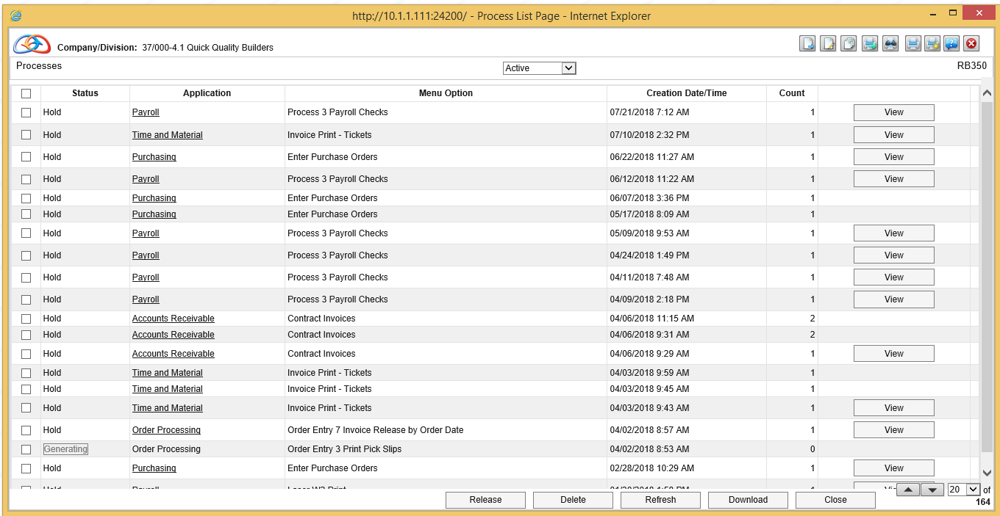 http://10.1.1.111:24200/ - Process List Page - Internet Explorer
Company/Division: 37/000-4.1 Quick Quality Builders
Processes Active RB350
Status Application Menu Option Creation Date/Time Count
Hold Payroll Process 3 Payroll Checks 07/21/2018 7:12 AM 1 View
Hold Time and Material Invoice Print - Tickets 07/10/2018 2:32 PM 1 View
Hold Purchasing Enter Purchase Orders 06/22/2018 11:27 AM 1 View
Hold Payroll Process 3 Payroll Checks 06/12/2018 11:22 AM 1 View
Hold Purchasing Enter Purchase Orders 06/07/2018 3:36 PM 1
Hold Purchasing Enter Purchase Orders 05/17/2018 8:09 AM 1
Hold Payroll Process 3 Payroll Checks 05/09/2018 9:53 AM 1 View
Hold Payroll Process 3 Payroll Checks 04/24/2018 1:49 PM 1 View
Hold Payroll Process 3 Payroll Checks 04/11/2018 7:48 AM 1 View
Hold Payroll Process 3 Payroll Checks 04/09/2018 2:18 PM 1 View
Hold Accounts Receivable Contract Invoices 04/06/2018 11:15 AM 2
Hold Accounts Receivable Contract Invoices 04/06/2018 9:31 AM 2
Hold Accounts Receivable Contract Invoices 04/06/2018 9:29 AM 1 View
Hold Time and Material Invoice Print - Tickets 04/03/2018 9:59 AM 1
Hold Time and Material Invoice Print - Tickets 04/03/2018 9:45 AM 1
Hold Time and Material Invoice Print - Tickets 04/03/2018 9:43 AM 1 View
Hold Order Processing Order Entry 7 Invoice Release by Order Date 04/02/2018 8:57 AM 1 View
Generating Order Processing Order Entry 3 Print Pick Slips 04/02/2018 8:53 AM 0
Hold Purchasing Enter Purchase Orders 02/28/2018 10:29 AM 1 View
Hold Payroll Laser W2 Print
20 of
164
Release Delete Refresh Download Close